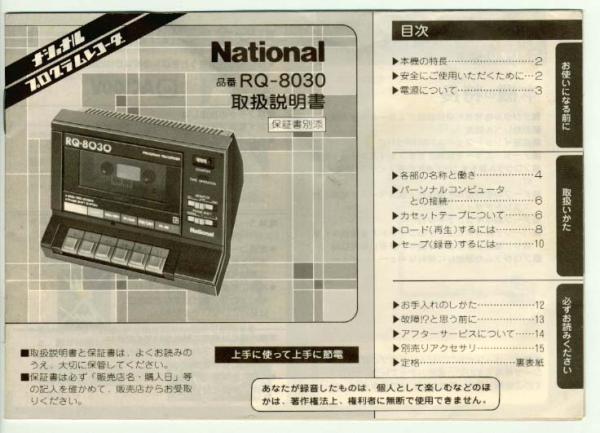 ナショナル
プログラムレコーダ
National
品番 RQ-8030
取扱説明書
保証書別添
RQ-8030
National
■取扱説明書と保証書は、よくお読みの
うえ、大切に保管してください。
■保証書は必ず「販売店名・購入日」等
の記入を確かめて、販売店からお受取
りください。
上手に使って上手に節電
目次
▶本機の特長……………………2
▶安全にご使用いただくために…2
▶電源について…………………3
お使いになる前に
▶各部の名称と働き……………4
▶パーソナルコンピュータ
との接続………………………6
▶カセットテープについて……6
▶ロード(再生)するには………8
▶セーブ(録音)するには………10
取扱いかた
▶お手入れのしかた……………12
▶故障!?と思う前に……………13
▶アフターサービスについて…14
▶別売りアクセサリ……………15
▶定格……………………裏表紙
必ずお読みください
あなたが録音したものは、個人として楽しむなどのほ
かは、著作権法上、権利者に無断で使用できません。